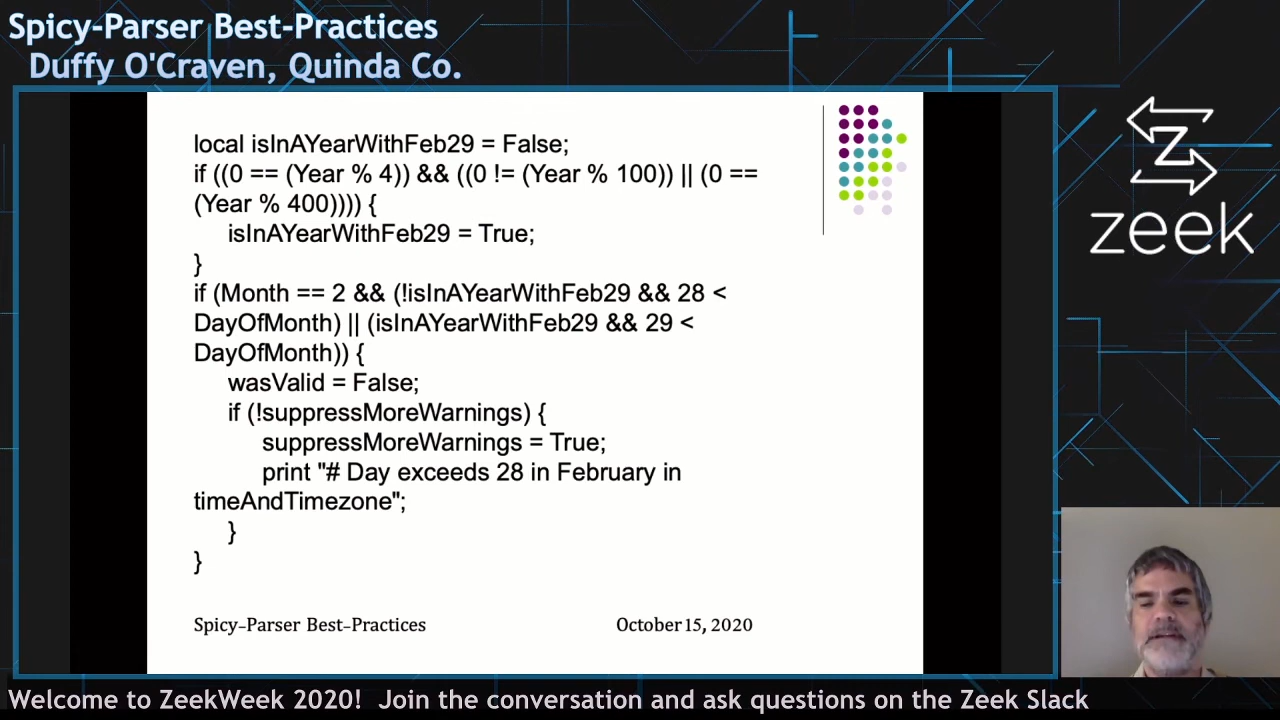 Spicy-Parser Best-Practices
Duffy O'Craven, Quinda Co.
local isInAYearWithFeb29 = False;
if ((0 == (Year % 4)) && ((0 != (Year % 100)) || (0 ==
(Year % 400)))) {
isInAYearWithFeb29 = True;
}
if (Month == 2 && (!isInAYearWithFeb29 && 28 <
DayOfMonth) || (isInAYearWithFeb29 && 29 <
DayOfMonth)) {
wasValid = False;
if (!suppressMoreWarnings) {
suppressMoreWarnings = True;
print "# Day exceeds 28 in February in
timeAndTimezone";
}
}
Spicy-Parser Best-Practices
October 15, 2020
zeek
Welcome to ZeekWeek 2020! Join the conversation and ask questions on the Zeek Slack